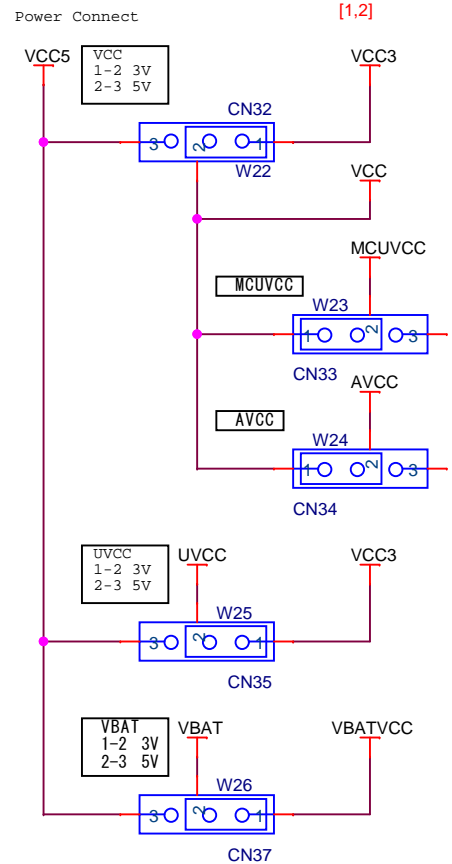 Power Connect
[1,2]
VCC5
VCC
1-2 3V
2-3 5V
VCC3
CN32
3 2 1
W22
VCC
MCUVCC
MCUVCC
W23
1 2 3
CN33
AVCC
AVCC
W24
1 2 3
CN34
UVCC
1-2 3V
2-3 5V
UVCC
VCC3
W25
3 2 1
CN35
VBAT
1-2 3V
2-3 5V
VBAT
VBATVCC
W26
3 2 1
CN37